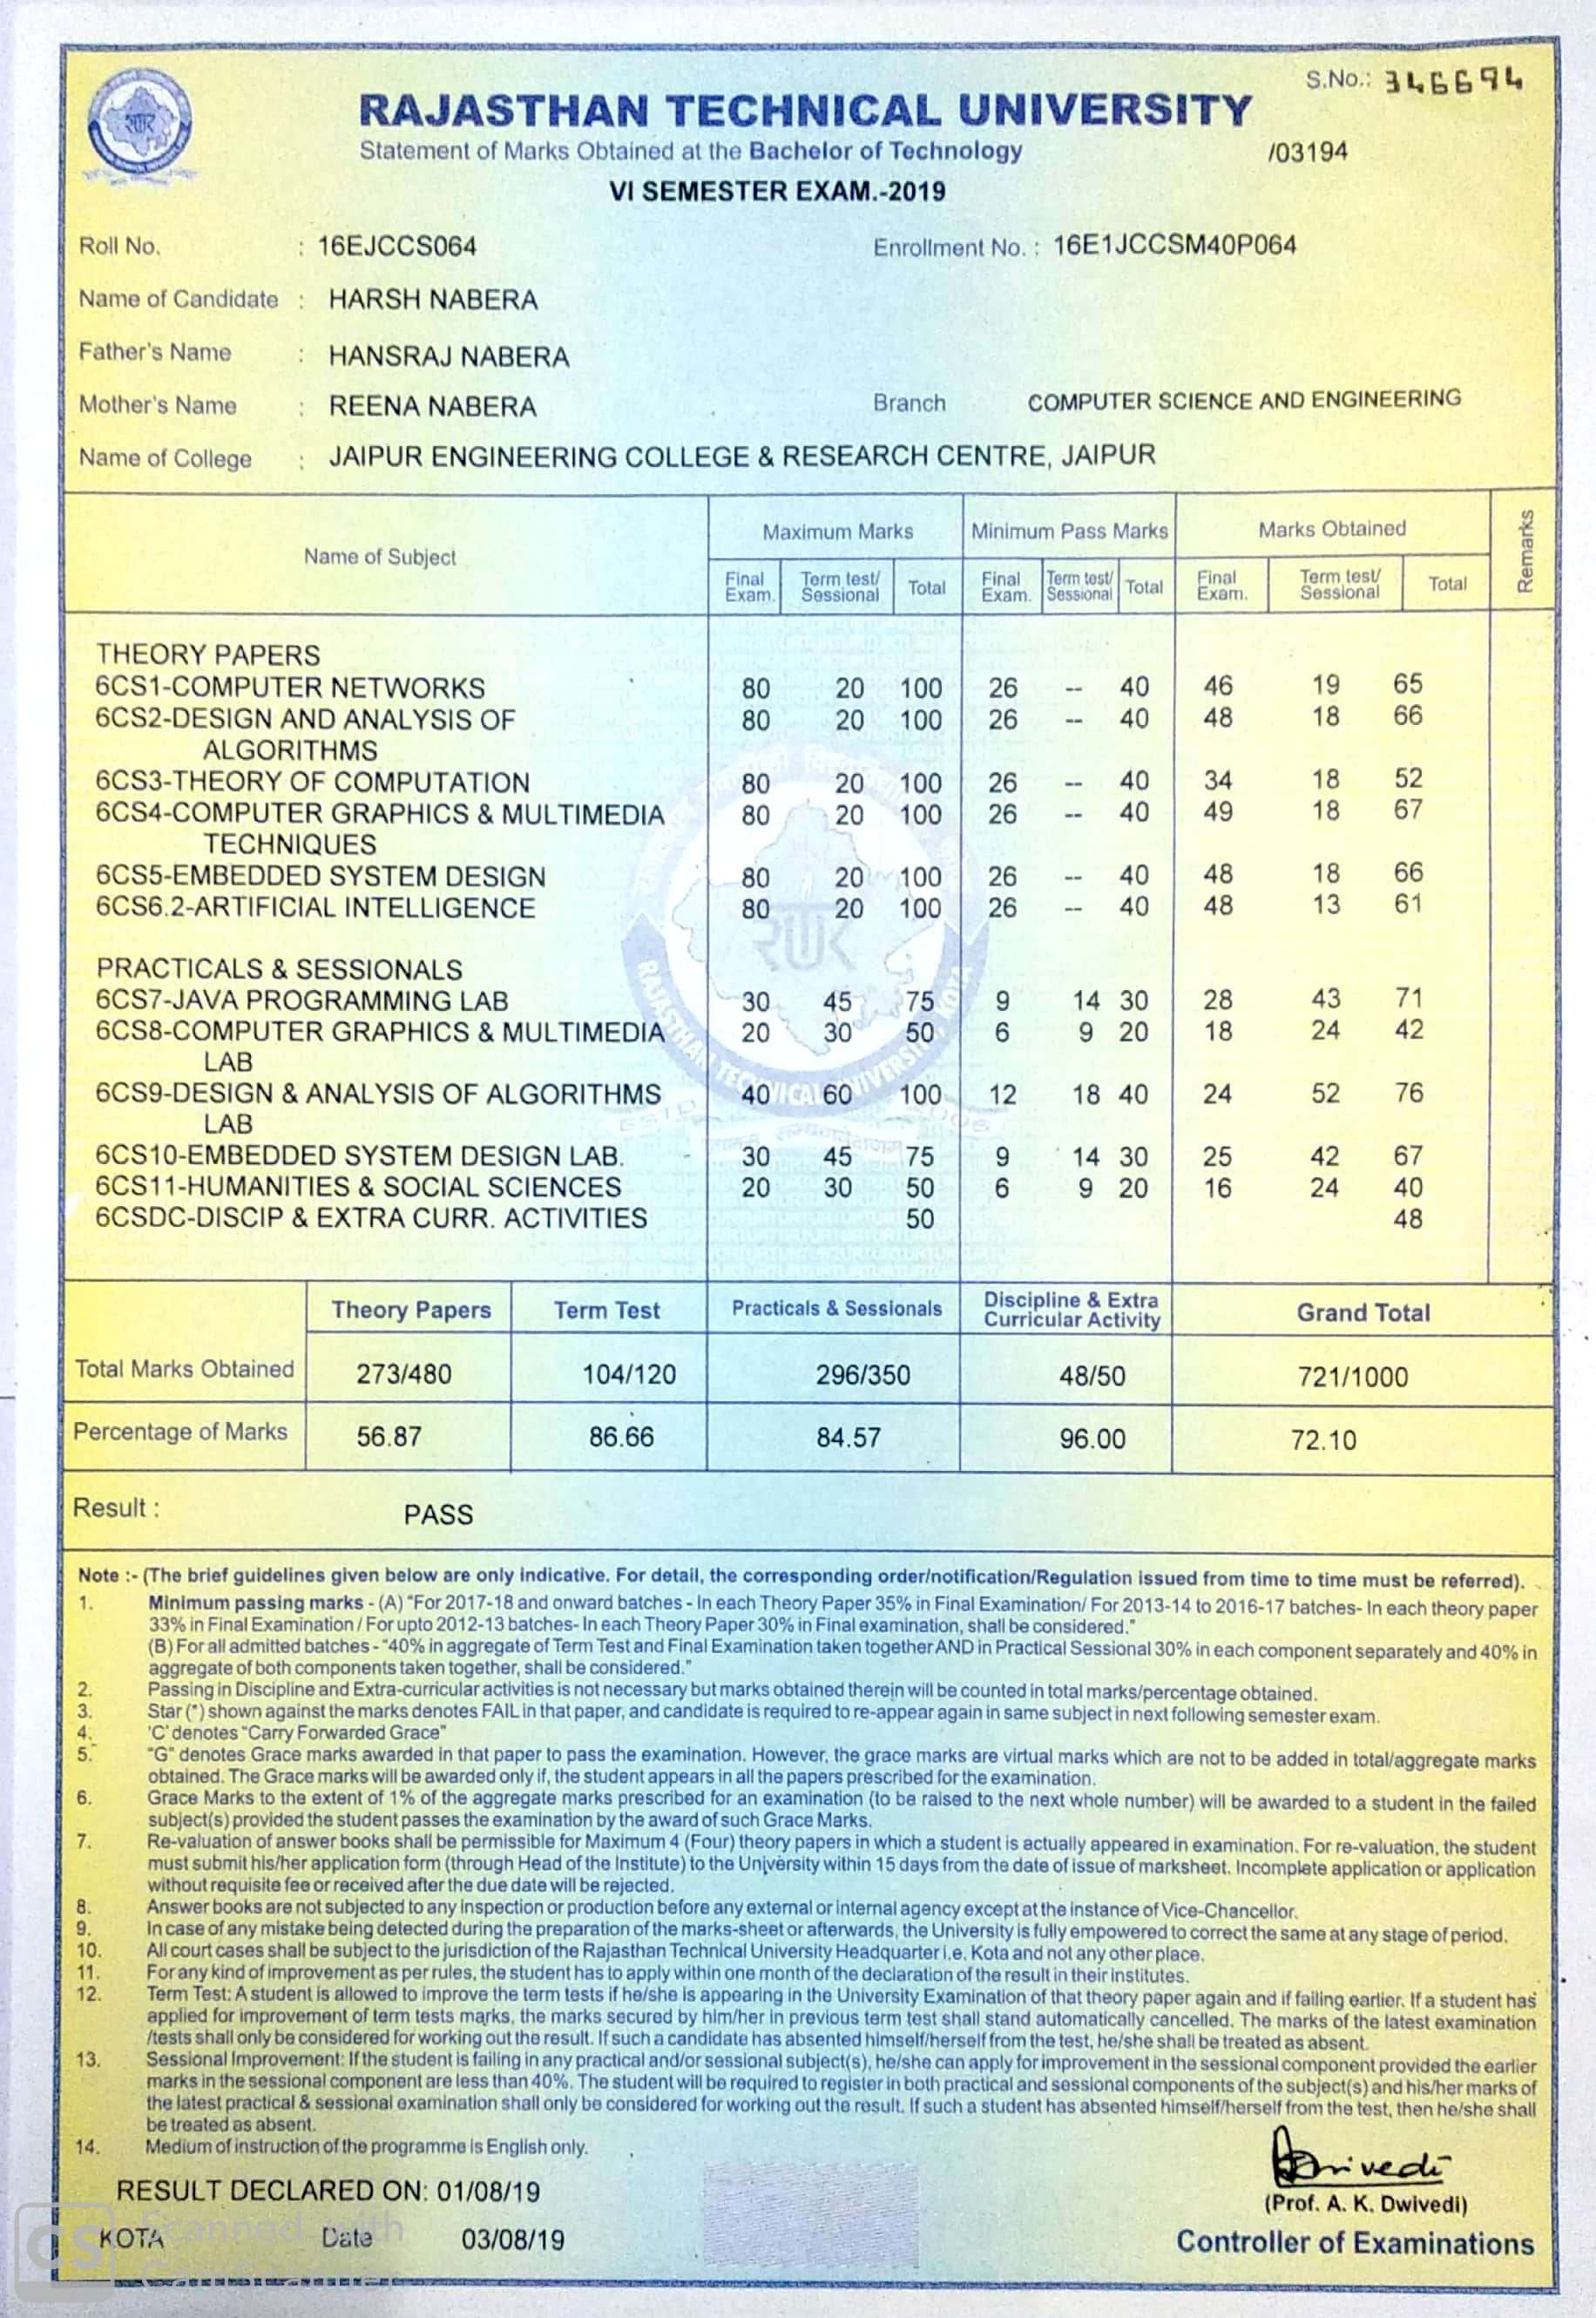 S.No.: 346694
RAJASTHAN TECHNICAL UNIVERSITY
Statement of Marks Obtained at the Bachelor of Technology /03194
VI SEMESTER EXAM.-2019
Roll No. : 16EJCCS064 Enrollment No. : 16E1JCCSM40P064
Name of Candidate : HARSH NABERA
Father's Name : HANSRAJ NABERA
Mother's Name : REENA NABERA Branch COMPUTER SCIENCE AND ENGINEERING
Name of College : JAIPUR ENGINEERING COLLEGE & RESEARCH CENTRE, JAIPUR
Name of Subject Maximum Marks Minimum Pass Marks Marks Obtained Remarks
Final Exam. Term test/ Sessional Total Final Exam. Term test/ Sessional Total Final Exam. Term test/ Sessional Total
THEORY PAPERS
6CS1-COMPUTER NETWORKS 80 20 100 26 -- 40 46 19 65
6CS2-DESIGN AND ANALYSIS OF 80 20 100 26 -- 40 48 18 66
ALGORITHMS
6CS3-THEORY OF COMPUTATION 80 20 100 26 -- 40 34 18 52
6CS4-COMPUTER GRAPHICS & MULTIMEDIA 80 20 100 26 -- 40 49 18 67
TECHNIQUES
6CS5-EMBEDDED SYSTEM DESIGN 80 20 100 26 -- 40 48 18 66
6CS6.2-ARTIFICIAL INTELLIGENCE 80 20 100 26 -- 40 48 13 61
PRACTICALS & SESSIONALS
6CS7-JAVA PROGRAMMING LAB 30 45 75 9 14 30 28 43 71
6CS8-COMPUTER GRAPHICS & MULTIMEDIA 20 30 50 6 9 20 18 24 42
LAB
6CS9-DESIGN & ANALYSIS OF ALGORITHMS 40 60 100 12 18 40 24 52 76
LAB
6CS10-EMBEDDED SYSTEM DESIGN LAB. 30 45 75 9 14 30 25 42 67
6CS11-HUMANITIES & SOCIAL SCIENCES 20 30 50 6 9 20 16 24 40
6CSDC-DISCIP & EXTRA CURR. ACTIVITIES 50 48
Theory Papers Term Test Practicals & Sessionals Discipline & Extra Curricular Activity Grand Total
Total Marks Obtained 273/480 104/120 296/350 48/50 721/1000
Percentage of Marks 56.87 86.66 84.57 96.00 72.10
Result : PASS
Note :- (The brief guidelines given below are only indicative. For detail, the corresponding order/notification/Regulation issued from time to time must be referred).
1. Minimum passing marks - (A) "For 2017-18 and onward batches - In each Theory Paper 35% in Final Examination/ For 2013-14 to 2016-17 batches- In each theory paper
33% in Final Examination / For upto 2012-13 batches- In each Theory Paper 30% in Final examination, shall be considered."
(B) For all admitted batches - "40% in aggregate of Term Test and Final Examination taken together AND in Practical Sessional 30% in each component separately and 40% in
aggregate of both components taken together, shall be considered."
2. Passing in Discipline and Extra-curricular activities is not necessary but marks obtained therein will be counted in total marks/percentage obtained.
3. Star (*) shown against the marks denotes FAIL in that paper, and candidate is required to re-appear again in same subject in next following semester exam.
4. 'C' denotes "Carry Forwarded Grace"
5. "G" denotes Grace marks awarded in that paper to pass the examination. However, the grace marks are virtual marks which are not to be added in total/aggregate marks
obtained. The Grace marks will be awarded only if, the student appears in all the papers prescribed for the examination.
6. Grace Marks to the extent of 1% of the aggregate marks prescribed for an examination (to be raised to the next whole number) will be awarded to a student in the failed
subject(s) provided the student passes the examination by the award of such Grace Marks.
7. Re-valuation of answer books shall be permissible for Maximum 4 (Four) theory papers in which a student is actually appeared in examination. For re-valuation, the student
must submit his/her application form (through Head of the Institute) to the University within 15 days from the date of issue of marksheet. Incomplete application or application
without requisite fee or received after the due date will be rejected.
8. Answer books are not subjected to any inspection or production before any external or internal agency except at the instance of Vice-Chancellor.
9. In case of any mistake being detected during the preparation of the marks-sheet or afterwards, the University is fully empowered to correct the same at any stage of period.
10. All court cases shall be subject to the jurisdiction of the Rajasthan Technical University Headquarter i.e. Kota and not any other place.
11. For any kind of improvement as per rules, the student has to apply within one month of the declaration of the result in their institutes.
12. Term Test: A student is allowed to improve the term tests if he/she is appearing in the University Examination of that theory paper again and if failing earlier. If a student has
applied for improvement of term tests marks, the marks secured by him/her in previous term test shall stand automatically cancelled. The marks of the latest examination
/tests shall only be considered for working out the result. If such a candidate has absented himself/herself from the test, he/she shall be treated as absent.
13. Sessional Improvement: If the student is failing in any practical and/or sessional subject(s), he/she can apply for improvement in the sessional component provided the earlier
marks in the sessional component are less than 40%. The student will be required to register in both practical and sessional components of the subject(s) and his/her marks of
the latest practical & sessional examination shall only be considered for working out the result. If such a student has absented himself/herself from the test, then he/she shall
be treated as absent.
14. Medium of instruction of the programme is English only.
RESULT DECLARED ON: 01/08/19
Dwivedi
(Prof. A. K. Dwivedi)
KOTA Date 03/08/19
Controller of Examinations
CS Scanned with